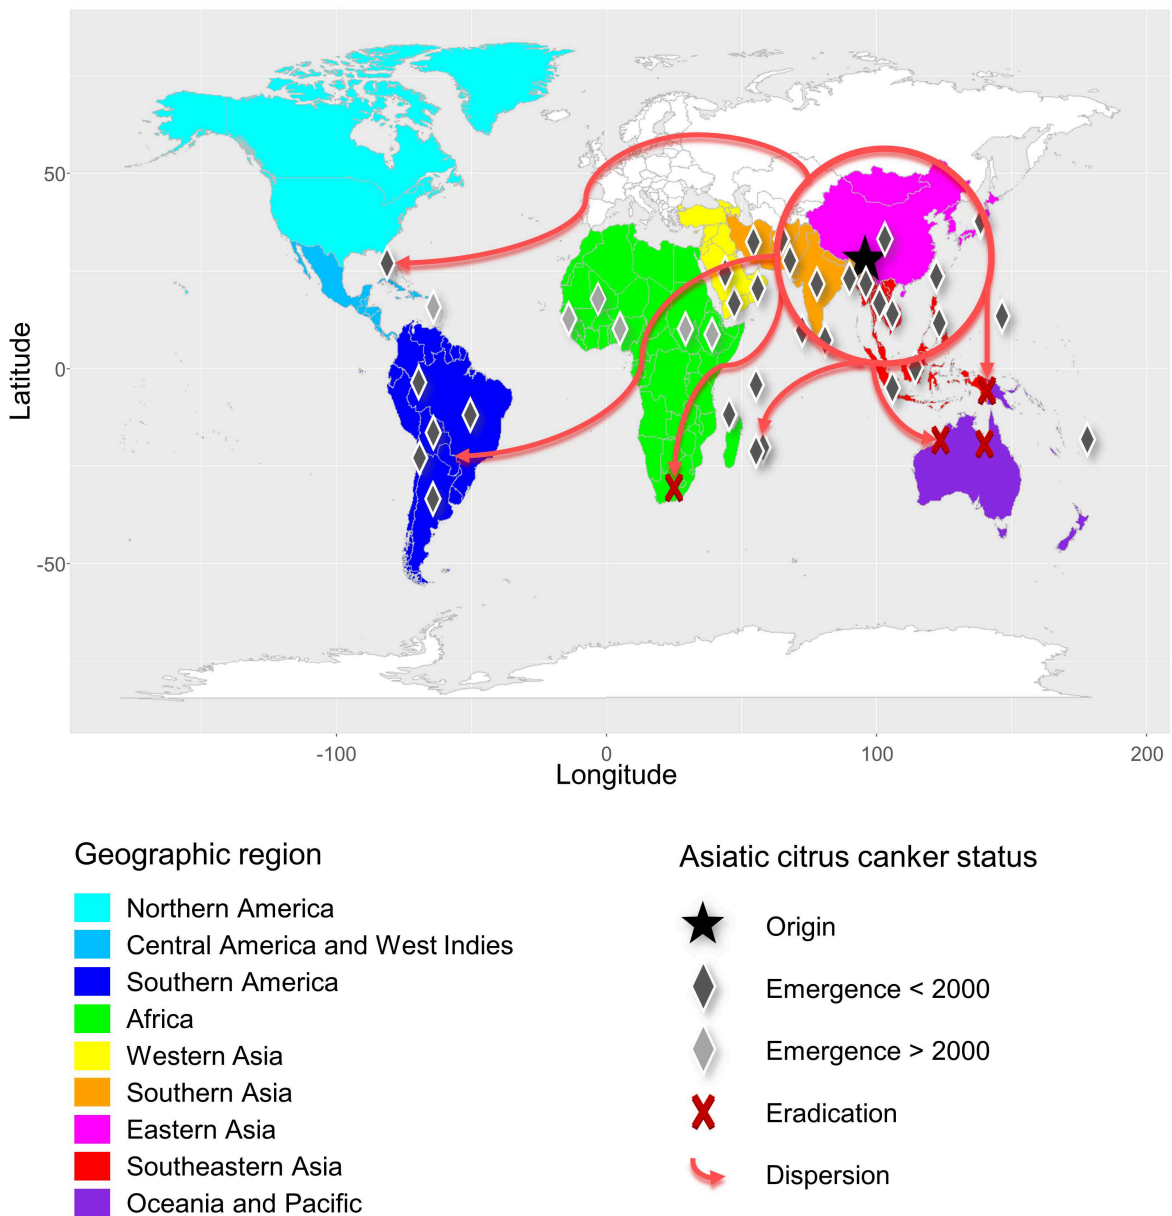 Latitude
50
0
-50
-100
0
100
200
Longitude
Geographic region
Northern America
Central America and West Indies
Southern America
Africa
Western Asia
Southern Asia
Eastern Asia
Southeastern Asia
Oceania and Pacific
Asiatic citrus canker status
Origin
Emergence < 2000
Emergence > 2000
Eradication
Dispersion